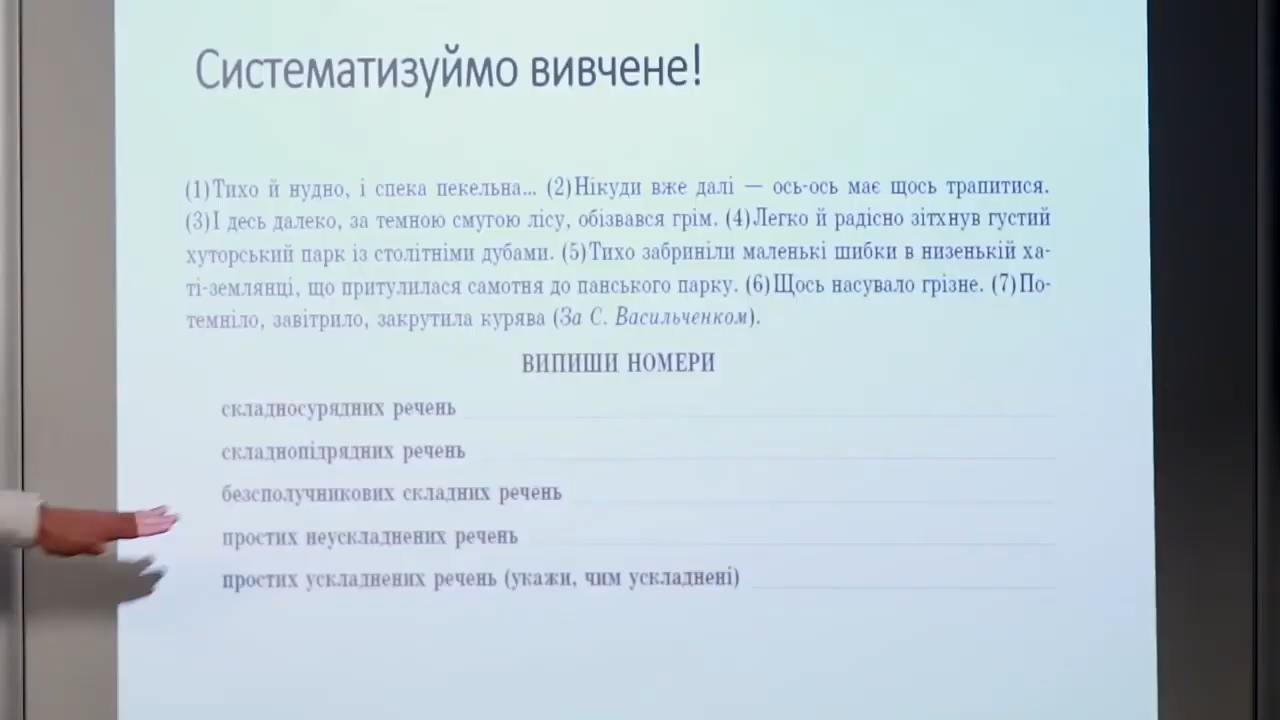 Систематизуймо вивчене!
(1)Тихо й нудно, і спека пекельна... (2)Нікуди вже далі — ось-ось має щось трапитися.
(3)І десь далеко, за темною смугою лісу, обізвався грім. (4)Легко й радісно зітхнув густий
хуторський парк із столітніми дубами. (5)Тихо забриніли маленькі шибки в низенькій ха-
ті-землянці, що притулилася самотня до панського парку. (6)Щось насувало грізне. (7)По-
темніло, завітрило, закрутила курява (За С. Васильченком).
ВИПИШИ НОМЕРИ
складносурядних речень
складнопідрядних речень
безсполучникових складних речень
простих неускладнених речень
простих ускладнених речень (укажи, чим ускладнені)